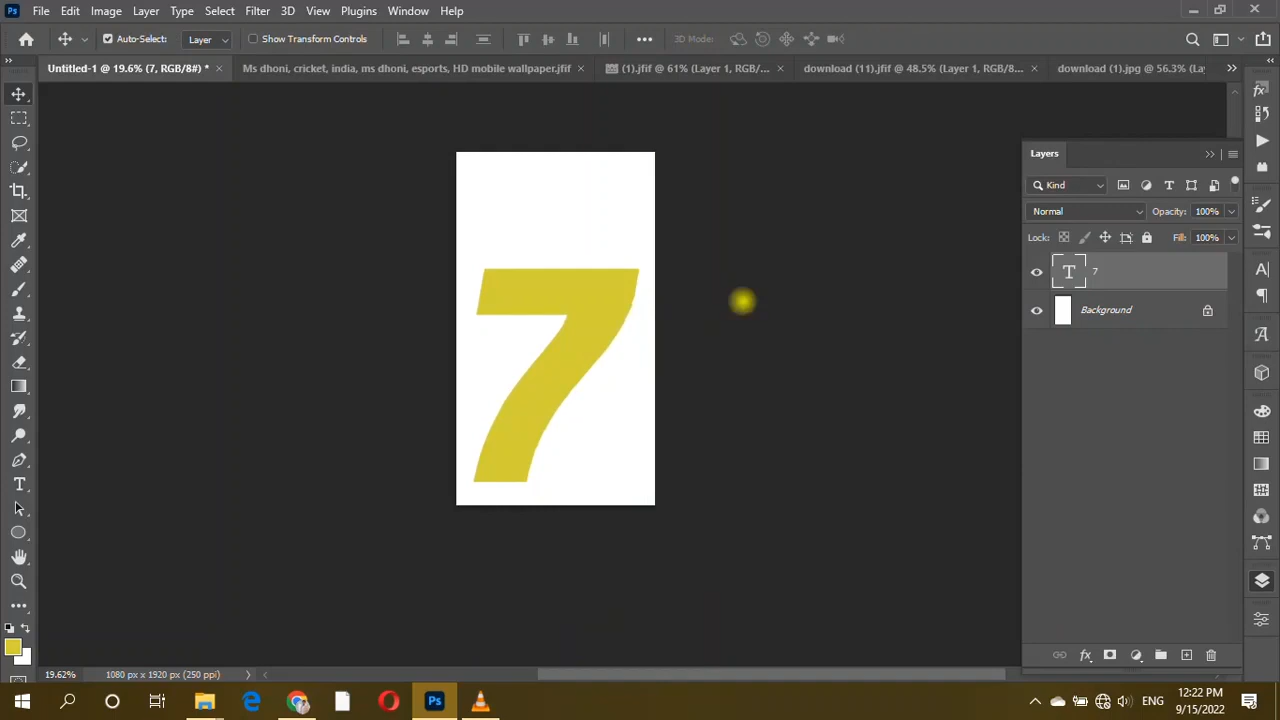 Ps File Edit Image Layer Type Select Filter 3D View Plugins Window Help
Auto-Select: Layer Show Transform Controls 3D Mode:
Untitled-1 @ 19.6% (7, RGB/8#) * Ms dhoni, cricket, india, ms dhoni, esports, HD mobile wallpaper.jfif (1).jfif @ 61% (Layer 1, RGB/... download (11).jfif @ 48.5% (Layer 1, RGB/8... download (1).jpg @ 56.3% (La
Layers
Kind
Normal Opacity: 100%
Lock: Fill: 100%
T 7
Background
7
19.62% 1080 px x 1920 px (250 ppi)
Ps ENG 12:22 PM
9/15/2022